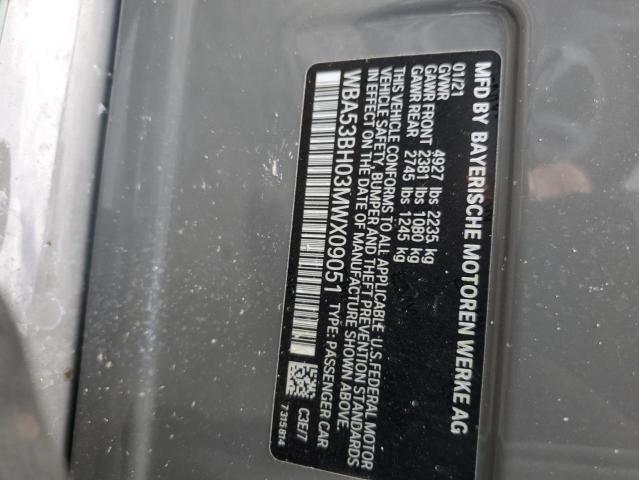 MFD BY BAYERISCHE MOTOREN WERKE AG
01/21
GVWR 4927 lbs 2235 kg
GAWR FRONT 2381 lbs 1080 kg
GAWR REAR 2745 lbs 1245 kg
THIS VEHICLE CONFORMS TO ALL APPLICABLE U.S. FEDERAL MOTOR
VEHICLE SAFETY, BUMPER AND THEFT PREVENTION STANDARDS
IN EFFECT ON THE DATE OF MANUFACTURE SHOWN ABOVE.
WBA53BH03MWX09051 TYPE: PASSENGER CAR
C3EJ7
7315814